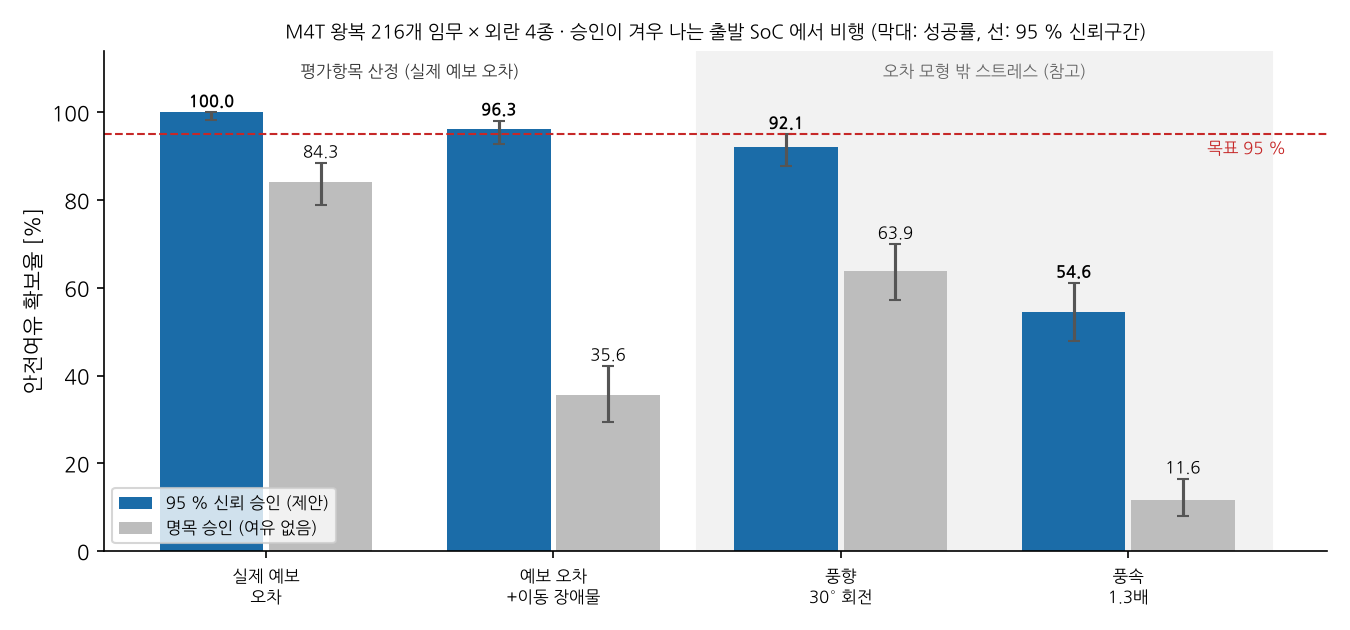 M4T 왕복 216개 임무 × 외란 4종 · 승인이 겨우 나는 출발 SoC 에서 비행 (막대: 성공률, 선: 95 % 신뢰구간)
평가항목 산정 (실제 예보 오차)
오차 모형 밖 스트레스 (참고)
안전여유 확보율 [%]
100
80
60
40
20
0
100.0
84.3
96.3
35.6
92.1
63.9
54.6
11.6
목표 95 %
95 % 신뢰 승인 (제안)
명목 승인 (여유 없음)
실제 예보
오차
예보 오차
+이동 장애물
풍향
30° 회전
풍속
1.3배